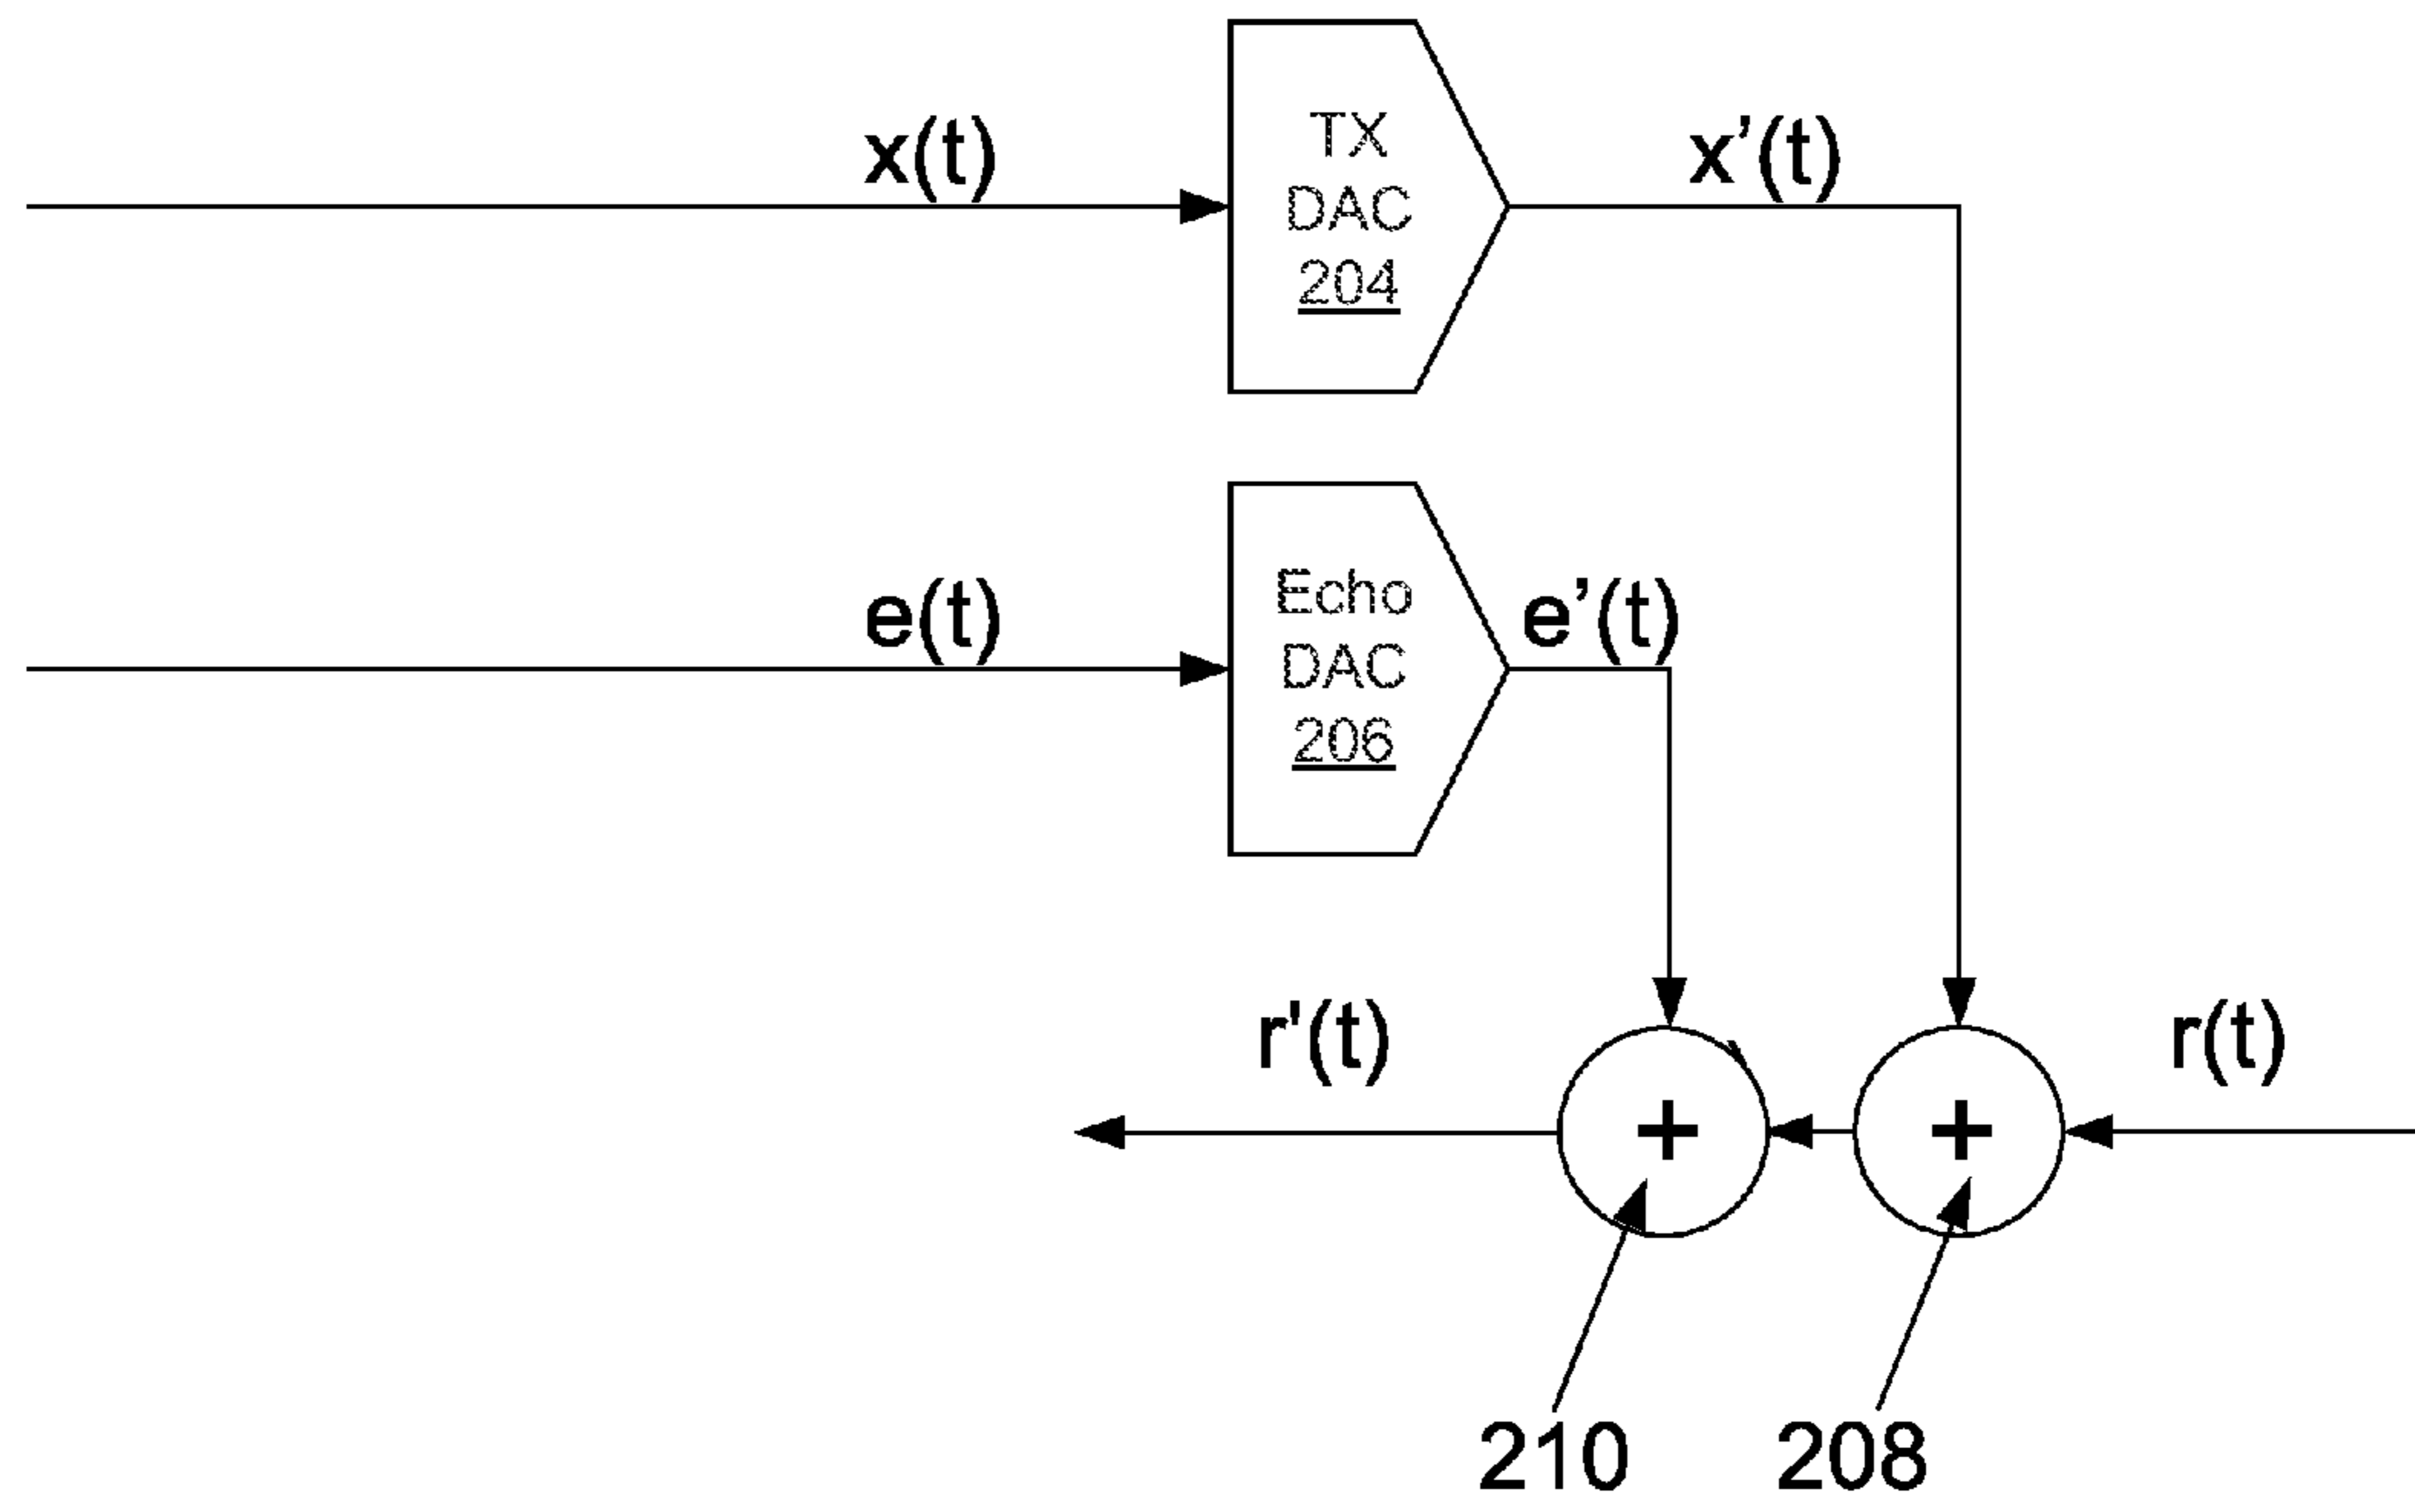 x(t)
TX
DAC
204
x’(t)
e(t)
Echo
DAC
206
e’(t)
r'(t)
+
+
r(t)
210
208